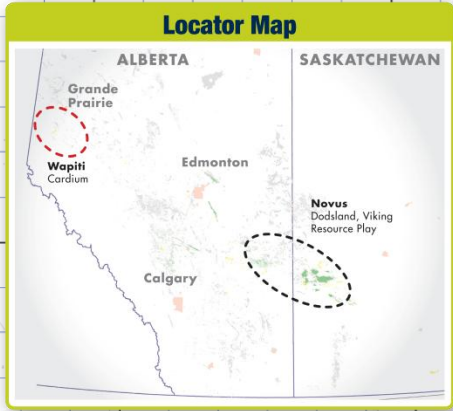 Locator Map
ALBERTA
SASKATCHEWAN
Grande
Prairie
Wapiti
Cardium
Edmonton
Novus
Dodsland, Viking
Resource Play
Calgary